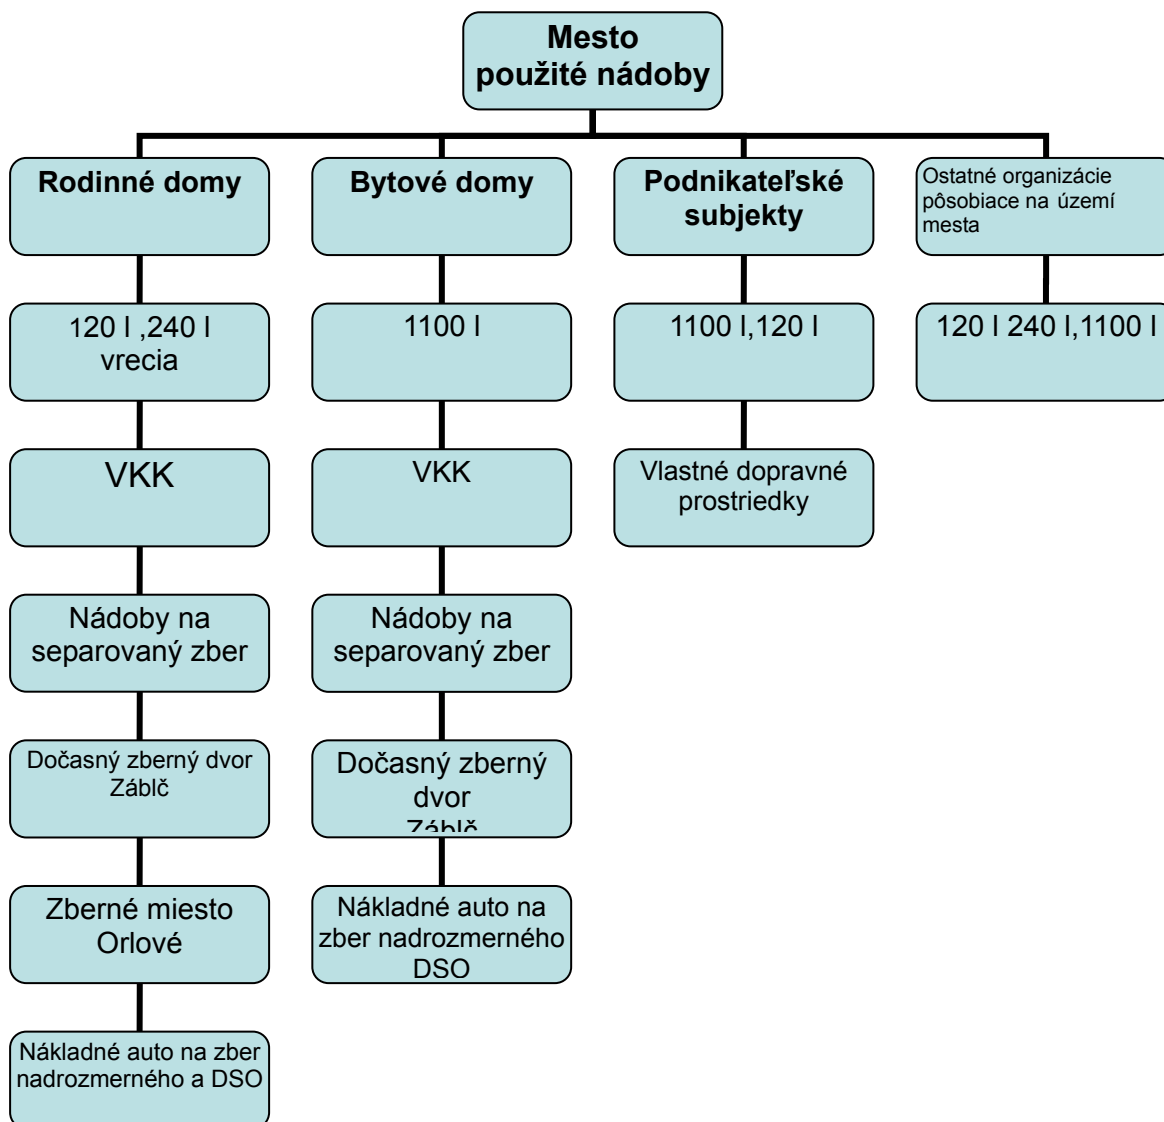 Mesto
použité nádoby
Rodinné domy
Bytové domy
Podnikateľské
subjekty
Ostatné organizácie
pôsobiace na území
mesta
120 l ,240 l
vrecia
1100 l
1100 l,120 l
120 l 240 l,1100 l
VKK
VKK
Vlastné dopravné
prostriedky
Nádoby na
separovaný zber
Nádoby na
separovaný zber
Dočasný zberný dvor
Záblč
Dočasný zberný
dvor
Záblč
Zberné miesto
Orlové
Nákladné auto na
zber nadrozmerného
DSO
Nákladné auto na zber
nadrozmerného a DSO